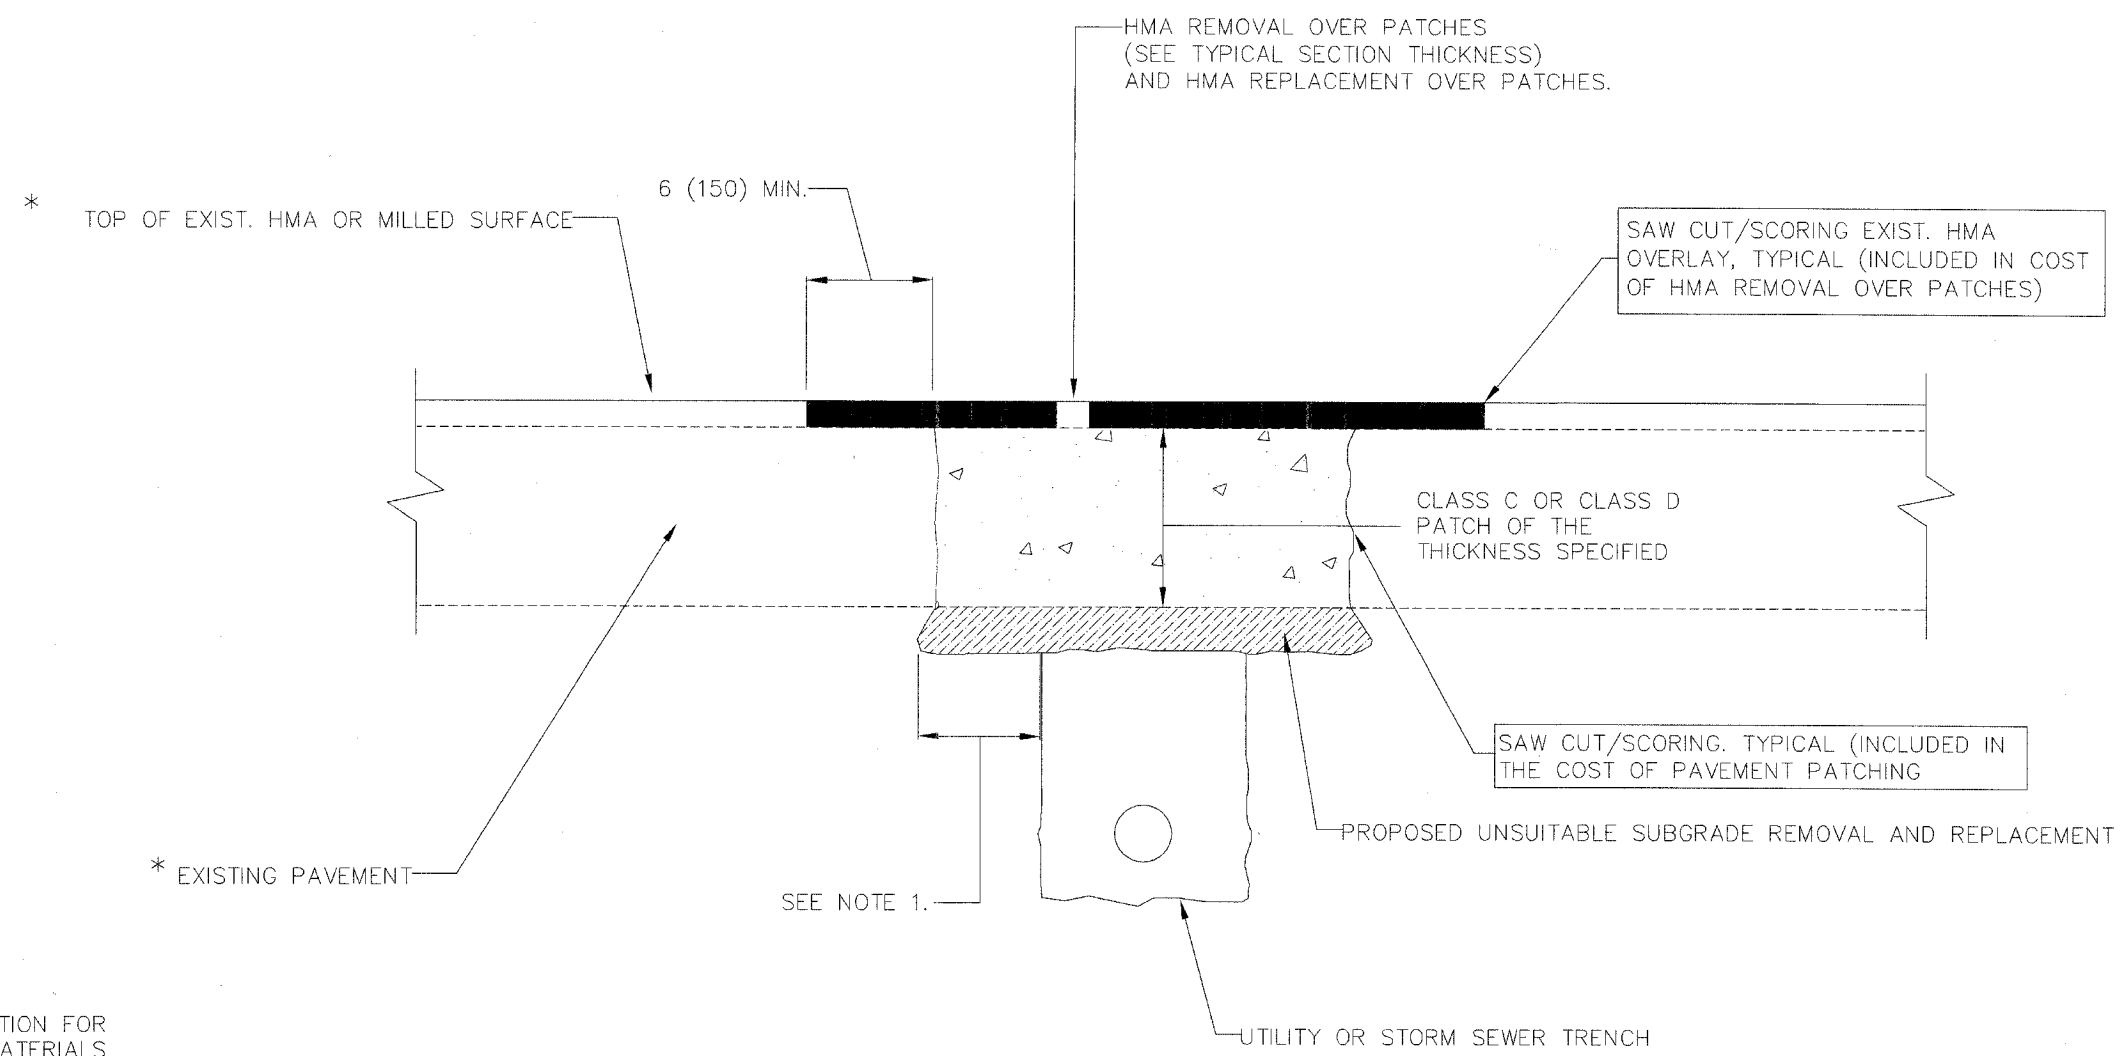 HMA REMOVAL OVER PATCHES
(SEE TYPICAL SECTION THICKNESS)
AND HMA REPLACEMENT OVER PATCHES.
6 (150) MIN.
*
TOP OF EXIST. HMA OR MILLED SURFACE
SAW CUT/SCORING EXIST. HMA
OVERLAY, TYPICAL (INCLUDED IN COST
OF HMA REMOVAL OVER PATCHES)
CLASS C OR CLASS D
PATCH OF THE
THICKNESS SPECIFIED
SAW CUT/SCORING. TYPICAL (INCLUDED IN
THE COST OF PAVEMENT PATCHING
PROPOSED UNSUITABLE SUBGRADE REMOVAL AND REPLACEMENT
* EXISTING PAVEMENT
SEE NOTE 1.
UTILITY OR STORM SEWER TRENCH
TION FOR
ATERIALS